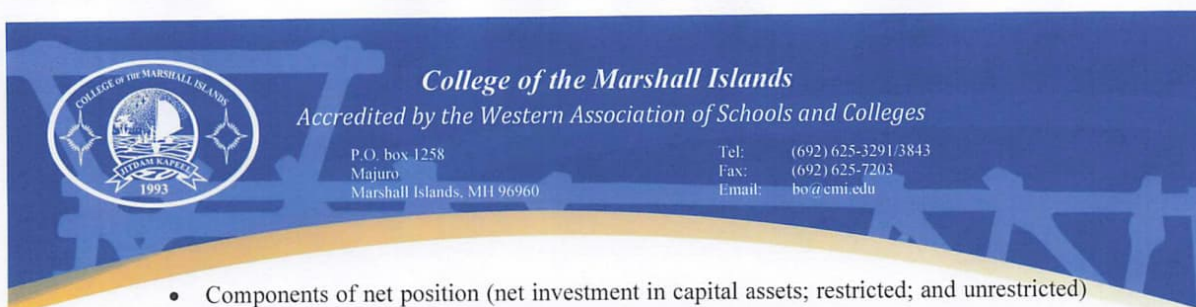 College of the Marshall Islands
Accredited by the Western Association of Schools and Colleges
COLLEGE OF THE MARSHALL ISLANDS
JITDAM KAPEEL
1993
P.O. box 1258
Majuro
Marshall Islands, MH 96960
Tel: (692) 625-3291/3843
Fax: (692) 625-7203
Email: bo@cmi.edu
• Components of net position (net investment in capital assets; restricted; and unrestricted)